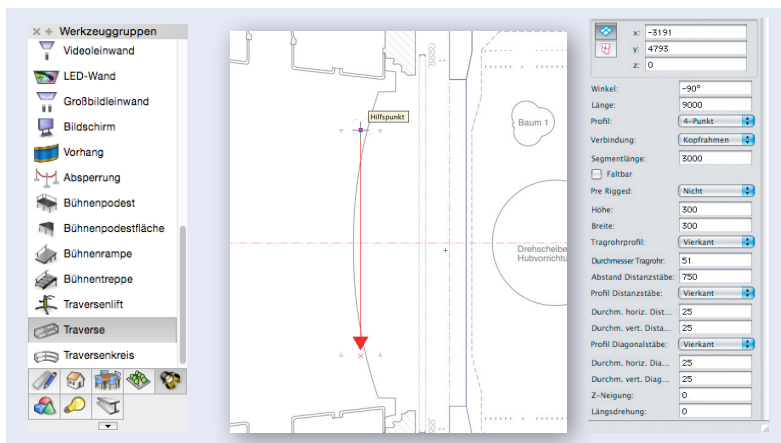 Werkzeuggruppen
Videoleinwand
LED-Wand
Großbildleinwand
Bildschirm
Vorhang
Absperrung
Bühnenpodest
Bühnenpodestfläche
Bühnenrampe
Bühnentreppe
Traversenlift
Traverse
Traversenkreis
Hilfspunkt
Baum 1
Drehscheibe
Hubvorrichtu
x: -3191
y: 4793
z: 0
Winkel: -90°
Länge: 9000
Profil: 4-Punkt
Verbindung: Kopfrahmen
Segmentlänge: 3000
Faltbar
Pre Rigged: Nicht
Höhe: 300
Breite: 300
Tragrohrprofil: Vierkant
Durchmesser Tragrohr: 51
Abstand Distanzstäbe: 750
Profil Distanzstäbe: Vierkant
Durchm. horiz. Dist... 25
Durchm. vert. Dista... 25
Profil Diagonalstäbe: Vierkant
Durchm. horiz. Dia... 25
Durchm. vert. Diag... 25
Z-Neigung: 0
Längsdrehung: 0